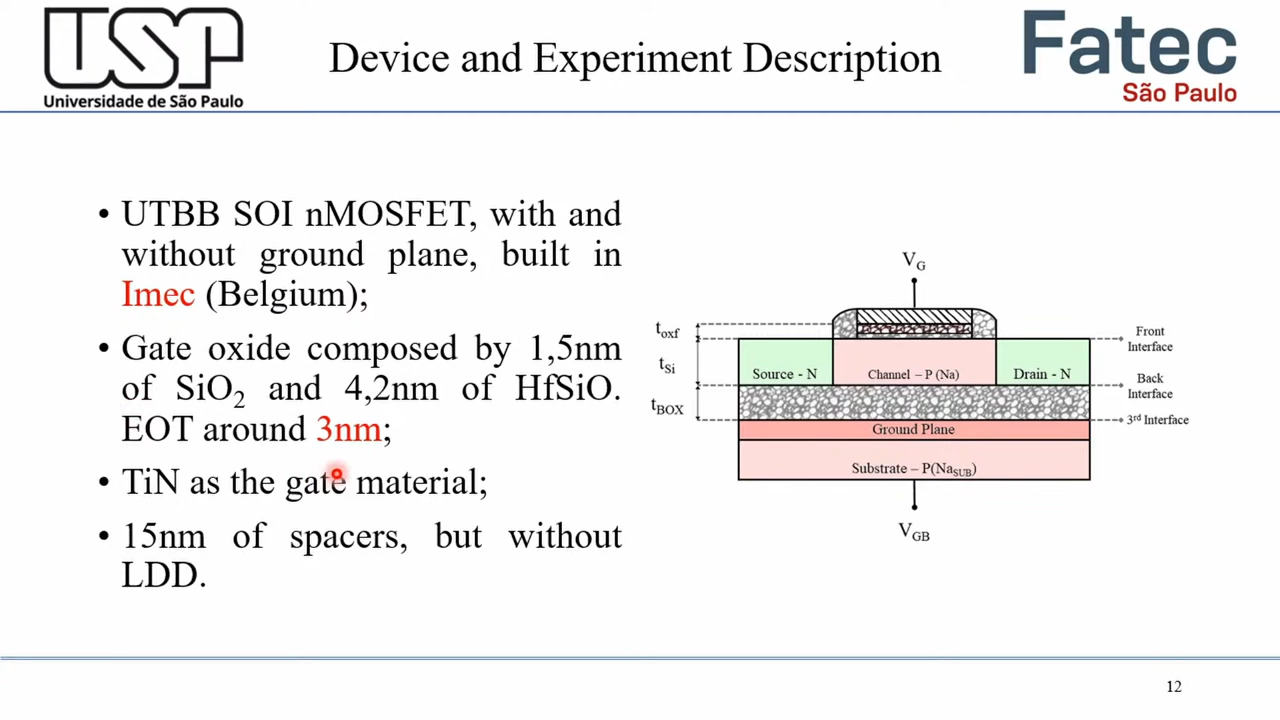 USP
Universidade de São Paulo
Device and Experiment Description
Fatec
São Paulo
• UTBB SOI nMOSFET, with and
without ground plane, built in
Imec (Belgium);
• Gate oxide composed by 1,5nm
of SiO₂ and 4,2nm of HfSiO.
EOT around 3nm;
• TiN as the gate material;
• 15nm of spacers, but without
LDD.
V_G
t_oxf
t_Si
t_BOX
Source - N
Channel – P (Na)
Drain - N
Front
Interface
Back
Interface
3rd Interface
Ground Plane
Substrate – P(Na_SUB)
V_GB
12